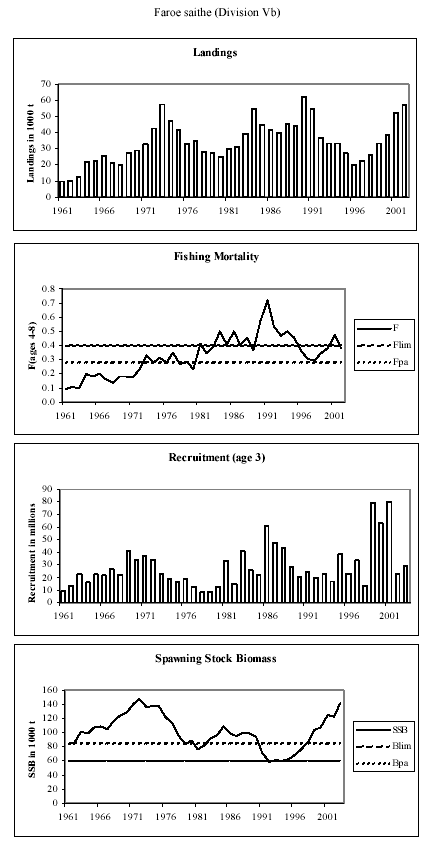 Faroe saithe (Division Vb)
Landings
Landings in 1000 t
70
60
50
40
30
20
10
0
1961 1966 1971 1976 1981 1986 1991 1996 2001
Fishing Mortality
F(ages 4-8)
0.8
0.7
0.6
0.5
0.4
0.3
0.2
0.1
0.0
1961 1966 1971 1976 1981 1986 1991 1996 2001
F
Flim
Fpa
Recruitment (age 3)
Recruitment in millions
90
80
70
60
50
40
30
20
10
0
1961 1966 1971 1976 1981 1986 1991 1996 2001
Spawning Stock Biomass
SSB in 1000 t
160
140
120
100
80
60
40
20
0
1961 1966 1971 1976 1981 1986 1991 1996 2001
SSB
Blim
Bpa